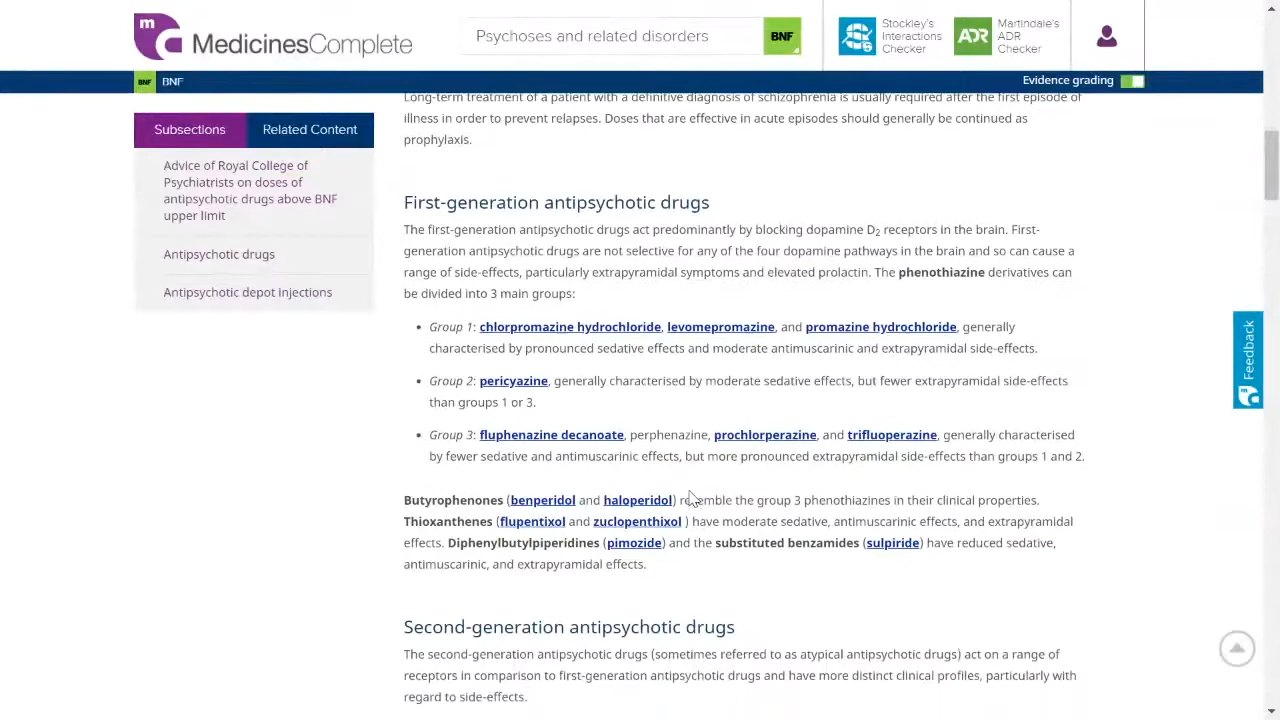 mc MedicinesComplete
Psychoses and related disorders
BNF
Stockley's
Interactions
Checker
ADR
Martindale's
ADR
Checker
BNF BNF
Evidence grading
Subsections
Related Content
Advice of Royal College of
Psychiatrists on doses of
antipsychotic drugs above BNF
upper limit
Antipsychotic drugs
Antipsychotic depot injections
Long-term treatment of a patient with a definitive diagnosis of schizophrenia is usually required after the first episode of
illness in order to prevent relapses. Doses that are effective in acute episodes should generally be continued as
prophylaxis.
First-generation antipsychotic drugs
The first-generation antipsychotic drugs act predominantly by blocking dopamine D2 receptors in the brain. First-
generation antipsychotic drugs are not selective for any of the four dopamine pathways in the brain and so can cause a
range of side-effects, particularly extrapyramidal symptoms and elevated prolactin. The phenothiazine derivatives can
be divided into 3 main groups:
• Group 1: chlorpromazine hydrochloride, levomepromazine, and promazine hydrochloride, generally
characterised by pronounced sedative effects and moderate antimuscarinic and extrapyramidal side-effects.
• Group 2: pericyazine, generally characterised by moderate sedative effects, but fewer extrapyramidal side-effects
than groups 1 or 3.
• Group 3: fluphenazine decanoate, perphenazine, prochlorperazine, and trifluoperazine, generally characterised
by fewer sedative and antimuscarinic effects, but more pronounced extrapyramidal side-effects than groups 1 and 2.
Butyrophenones (benperidol and haloperidol) resemble the group 3 phenothiazines in their clinical properties.
Thioxanthenes (flupentixol and zuclopenthixol ) have moderate sedative, antimuscarinic effects, and extrapyramidal
effects. Diphenylbutylpiperidines (pimozide) and the substituted benzamides (sulpiride) have reduced sedative,
antimuscarinic, and extrapyramidal effects.
Second-generation antipsychotic drugs
The second-generation antipsychotic drugs (sometimes referred to as atypical antipsychotic drugs) act on a range of
receptors in comparison to first-generation antipsychotic drugs and have more distinct clinical profiles, particularly with
regard to side-effects.
Feedback
mc